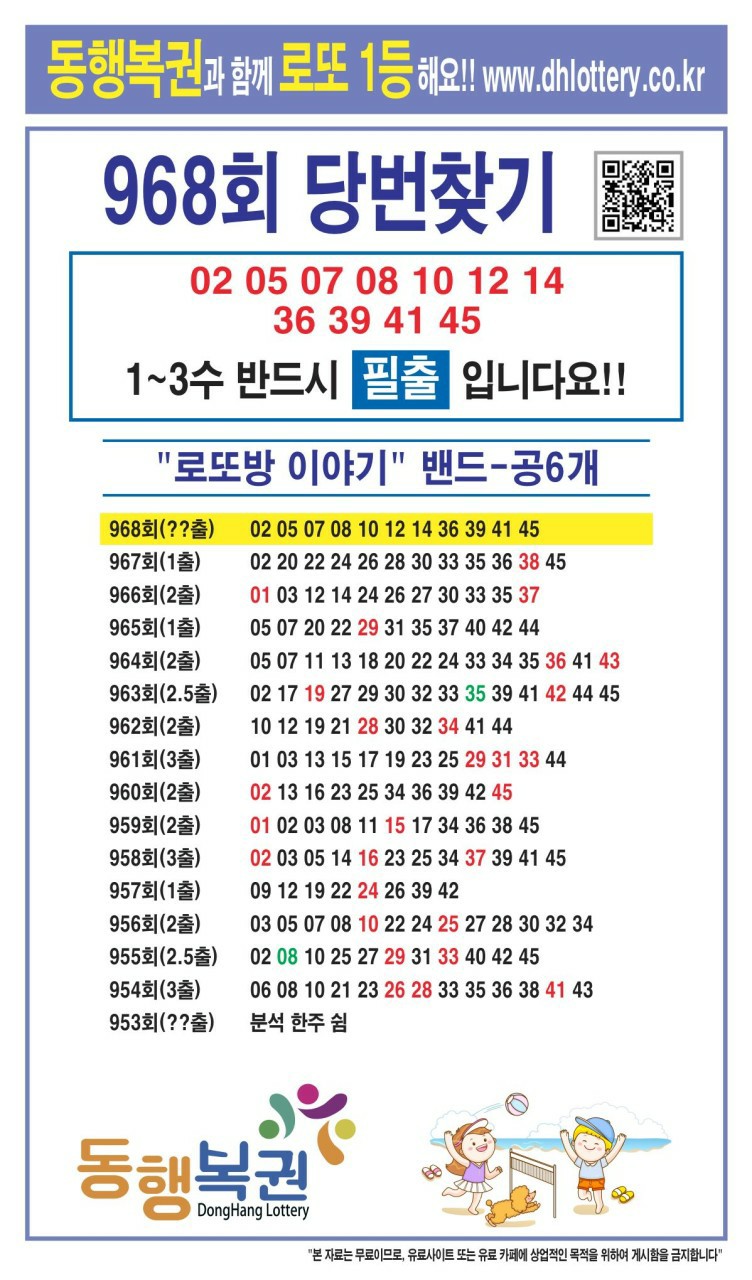 동행복권과 함께 로또 1등해요!! www.dhlottery.co.kr
968회 당번찾기
02 05 07 08 10 12 14
36 39 41 45
1~3수 반드시 필출 입니다요!!
"로또방 이야기" 밴드-공6개
968회(??출) 02 05 07 08 10 12 14 36 39 41 45
967회(1출) 02 20 22 24 26 28 30 33 35 36 38 45
966회(2출) 01 03 12 14 24 26 27 30 33 35 37
965회(1출) 05 07 20 22 29 31 35 37 40 42 44
964회(2출) 05 07 11 13 18 20 22 24 33 34 35 36 41 43
963회(2.5출) 02 17 19 27 29 30 32 33 35 39 41 42 44 45
962회(2출) 10 12 19 21 28 30 32 34 41 44
961회(3출) 01 03 13 15 17 19 23 25 29 31 33 44
960회(2출) 02 13 16 23 25 34 36 39 42 45
959회(2출) 01 02 03 08 11 15 17 34 36 38 45
958회(3출) 02 03 05 14 16 23 25 34 37 39 41 45
957회(1출) 09 12 19 22 24 26 39 42
956회(2출) 03 05 07 08 10 22 24 25 27 28 30 32 34
955회(2.5출) 02 08 10 25 27 29 31 33 40 42 45
954회(3출) 06 08 10 21 23 26 28 33 35 36 38 41 43
953회(??출) 분석 한주 쉼
동행복권
DongHang Lottery
"본 자료는 무료이므로, 유료사이트 또는 유료 카페에 상업적인 목적을 위하여 게시함을 금지합니다"